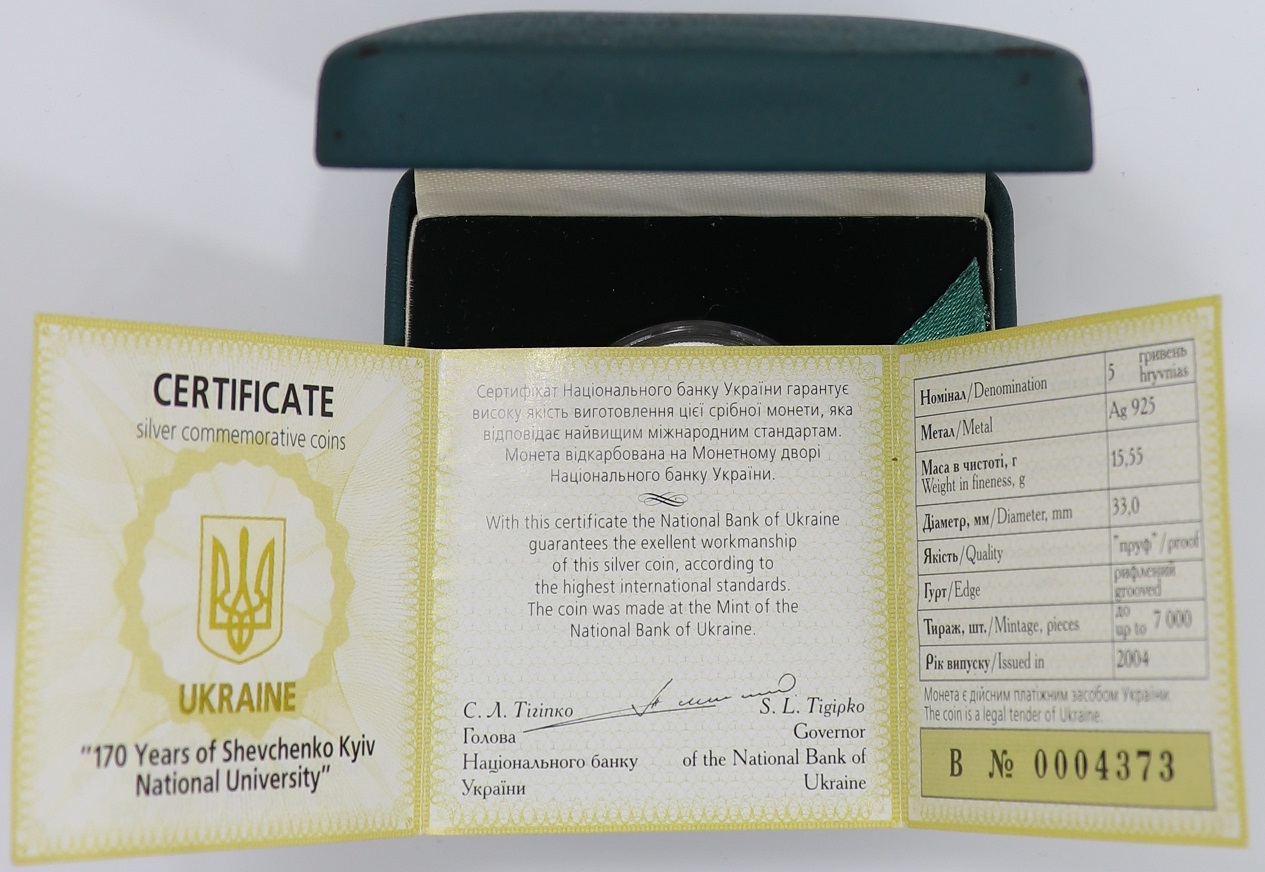 CERTIFICATE
silver commemorative coins
UKRAINE
"170 Years of Shevchenko Kyiv
National University"
Сертифікат Національного банку України гарантує
високу якість виготовлення цієї срібної монети, яка
відповідає найвищим міжнародним стандартам.
Монета відкарбована на Монетному дворі
Національного банку України.
With this certificate the National Bank of Ukraine
guarantees the exellent workmanship
of this silver coin, according to
the highest international standards.
The coin was made at the Mint of the
National Bank of Ukraine.
С. Л. Тігіпко
Голова
Національного банку
України
S. L. Tigipko
Governor
of the National Bank of
Ukraine
Номінал/Denomination 5 гривень hryvnias
Метал/Metal Ag 925
Маса в чистоті, г
Weight in fineness, g 15,55
Діаметр, мм/Diameter, mm 33,0
Якість/Quality "пруф"/proof
Гурт/Edge рифлений grooved
Тираж, шт./Mintage, pieces до up to 7 000
Рік випуску/Issued in 2004
Монета є дійсним платіжним засобом України.
The coin is a legal tender of Ukraine.
В № 0004373